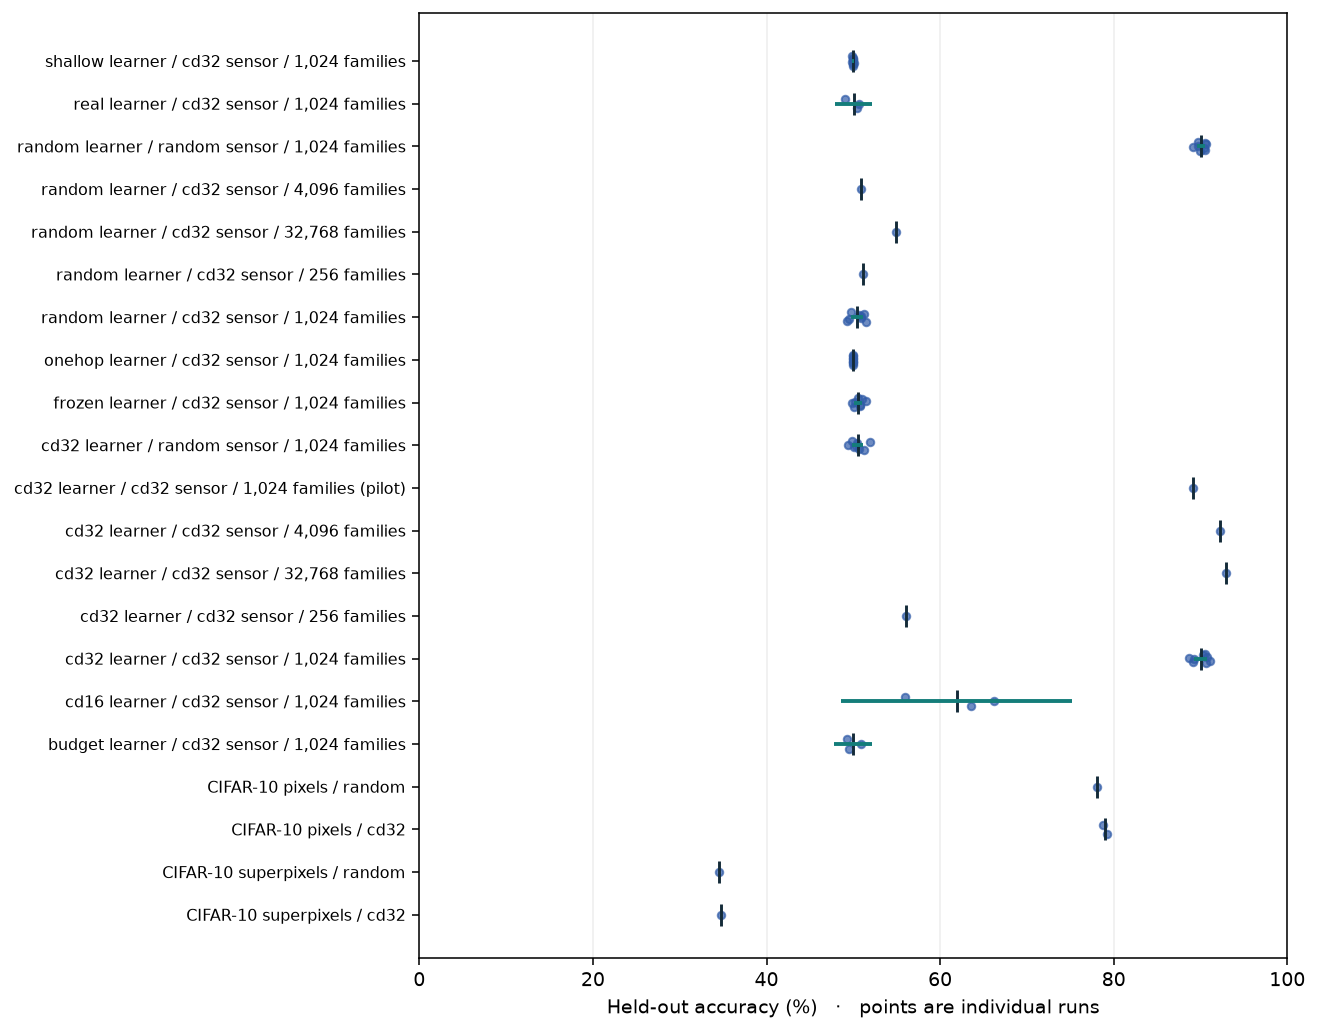 shallow learner / cd32 sensor / 1,024 families
real learner / cd32 sensor / 1,024 families
random learner / random sensor / 1,024 families
random learner / cd32 sensor / 4,096 families
random learner / cd32 sensor / 32,768 families
random learner / cd32 sensor / 256 families
random learner / cd32 sensor / 1,024 families
onehop learner / cd32 sensor / 1,024 families
frozen learner / cd32 sensor / 1,024 families
cd32 learner / random sensor / 1,024 families
cd32 learner / cd32 sensor / 1,024 families (pilot)
cd32 learner / cd32 sensor / 4,096 families
cd32 learner / cd32 sensor / 32,768 families
cd32 learner / cd32 sensor / 256 families
cd32 learner / cd32 sensor / 1,024 families
cd16 learner / cd32 sensor / 1,024 families
budget learner / cd32 sensor / 1,024 families
CIFAR-10 pixels / random
CIFAR-10 pixels / cd32
CIFAR-10 superpixels / random
CIFAR-10 superpixels / cd32
0 20 40 60 80 100
Held-out accuracy (%) · points are individual runs